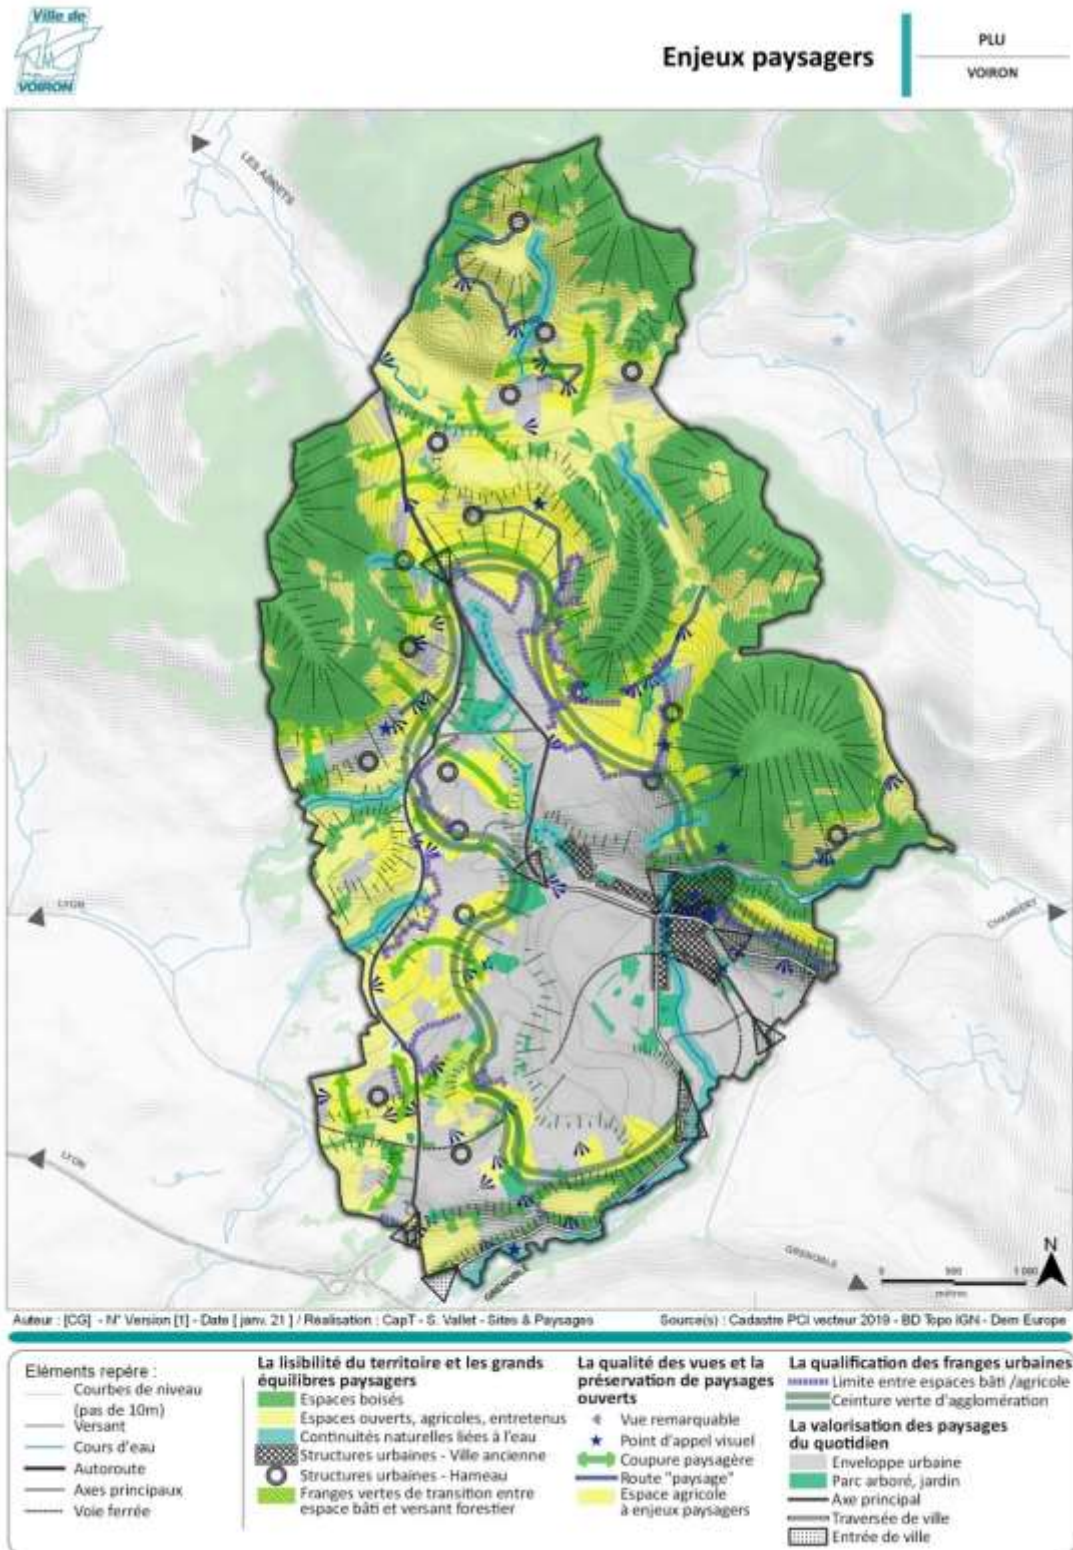 Ville de
VOIRON
Enjeux paysagers
PLU
VOIRON
LES ABRETS
LYON
CHAMBERY
LYON
GRENOBLE
GRENOBLE
N
0 500 1 000
mètres
Auteur : [CG] - N° Version [1] - Date [ janv. 21 ] / Réalisation : CapT - S. Vallet - Sites & Paysages
Source(s) : Cadastre PCI vecteur 2019 - BD Topo IGN - Dem Europe
Eléments repère :
Courbes de niveau
(pas de 10m)
Versant
Cours d'eau
Autoroute
Axes principaux
Voie ferrée
La lisibilité du territoire et les grands
équilibres paysagers
Espaces boisés
Espaces ouverts, agricoles, entretenus
Continuités naturelles liées à l'eau
Structures urbaines - Ville ancienne
Structures urbaines - Hameau
Franges vertes de transition entre
espace bâti et versant forestier
La qualité des vues et la
préservation de paysages
ouverts
Vue remarquable
Point d'appel visuel
Coupure paysagère
Route "paysage"
Espace agricole
à enjeux paysagers
La qualification des franges urbaines
Limite entre espaces bâti /agricole
Ceinture verte d'agglomération
La valorisation des paysages
du quotidien
Enveloppe urbaine
Parc arboré, jardin
Axe principal
Traversée de ville
Entrée de ville